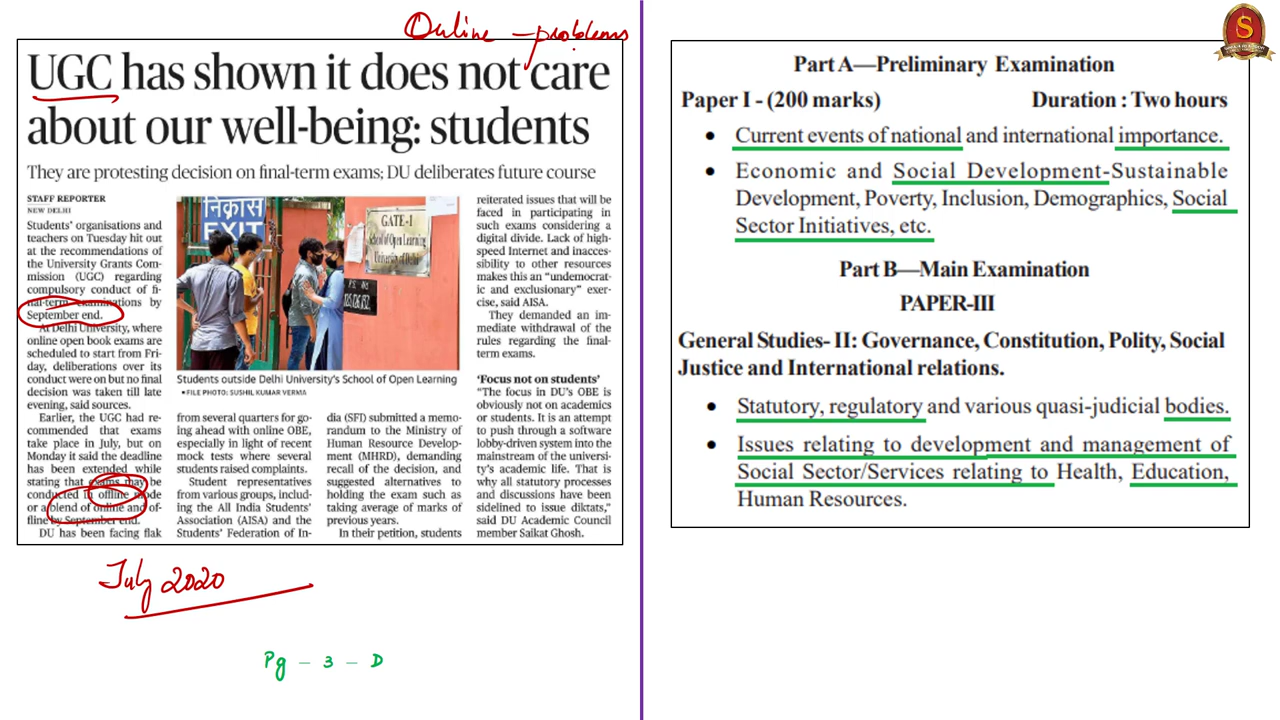 Online - problems
UGC has shown it does not care
about our well-being: students
They are protesting decision on final-term exams; DU deliberates future course
STAFF REPORTER
NEW DELHI
Students' organisations and
teachers on Tuesday hit out
at the recommendations of
the University Grants Com-
mission (UGC) regarding
compulsory conduct of fi-
nal-term examinations by
September end.
At Delhi University, where
online open book exams are
scheduled to start from Fri-
day, deliberations over its
conduct were on but no final
decision was taken till late
evening, said sources.
Earlier, the UGC had re-
commended that exams
take place in July, but on
Monday it said the deadline
has been extended while
stating that exams may be
conducted in offline mode
or a blend of online and of-
fline by September end.
DU has been facing flak
निकास
EXIT
GATE-1
School of Open Learning
University of Delhi
Students outside Delhi University's School of Open Learning
▪FILE PHOTO: SUSHIL KUMAR VERMA
from several quarters for go-
ing ahead with online OBE,
especially in light of recent
mock tests where several
students raised complaints.
Student representatives
from various groups, includ-
ing the All India Students'
Association (AISA) and the
Students' Federation of In-
dia (SFI) submitted a memo-
randum to the Ministry of
Human Resource Develop-
ment (MHRD), demanding
recall of the decision, and
suggested alternatives to
holding the exam such as
taking average of marks of
previous years.
In their petition, students
reiterated issues that will be
faced in participating in
such exams considering a
digital divide. Lack of high-
speed Internet and inacces-
sibility to other resources
makes this an "undemocrat-
ic and exclusionary" exer-
cise, said AISA.
They demanded an im-
mediate withdrawal of the
rules regarding the final-
term exams.
'Focus not on students'
"The focus in DU's OBE is
obviously not on academics
or students. It is an attempt
to push through a software
lobby-driven system into the
mainstream of the universi-
ty's academic life. That is
why all statutory processes
and discussions have been
sidelined to issue diktats,"
said DU Academic Council
member Saikat Ghosh.
July 2020
Pg - 3 - D
S
Part A—Preliminary Examination
Paper I - (200 marks) Duration : Two hours
• Current events of national and international importance.
• Economic and Social Development-Sustainable
Development, Poverty, Inclusion, Demographics, Social
Sector Initiatives, etc.
Part B—Main Examination
PAPER-III
General Studies- II: Governance, Constitution, Polity, Social
Justice and International relations.
• Statutory, regulatory and various quasi-judicial bodies.
• Issues relating to development and management of
Social Sector/Services relating to Health, Education,
Human Resources.